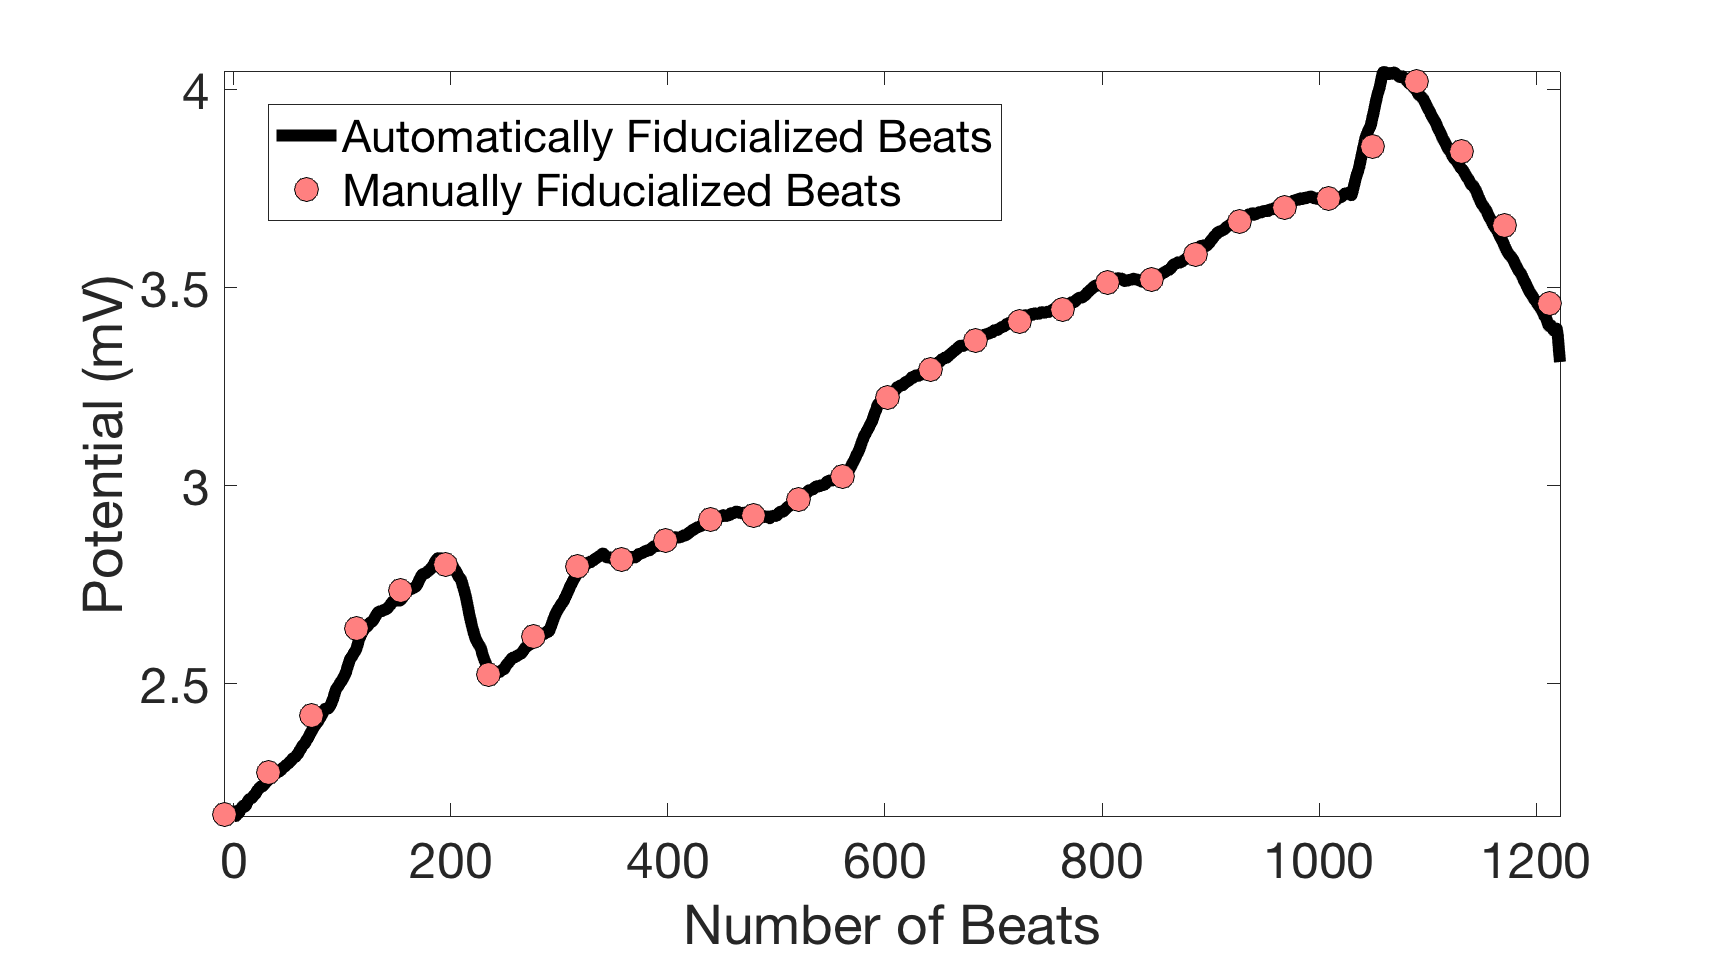 4
3.5
3
2.5
Potential (mV)
Automatically Fiducialized Beats
Manually Fiducialized Beats
0 200 400 600 800 1000 1200
Number of Beats